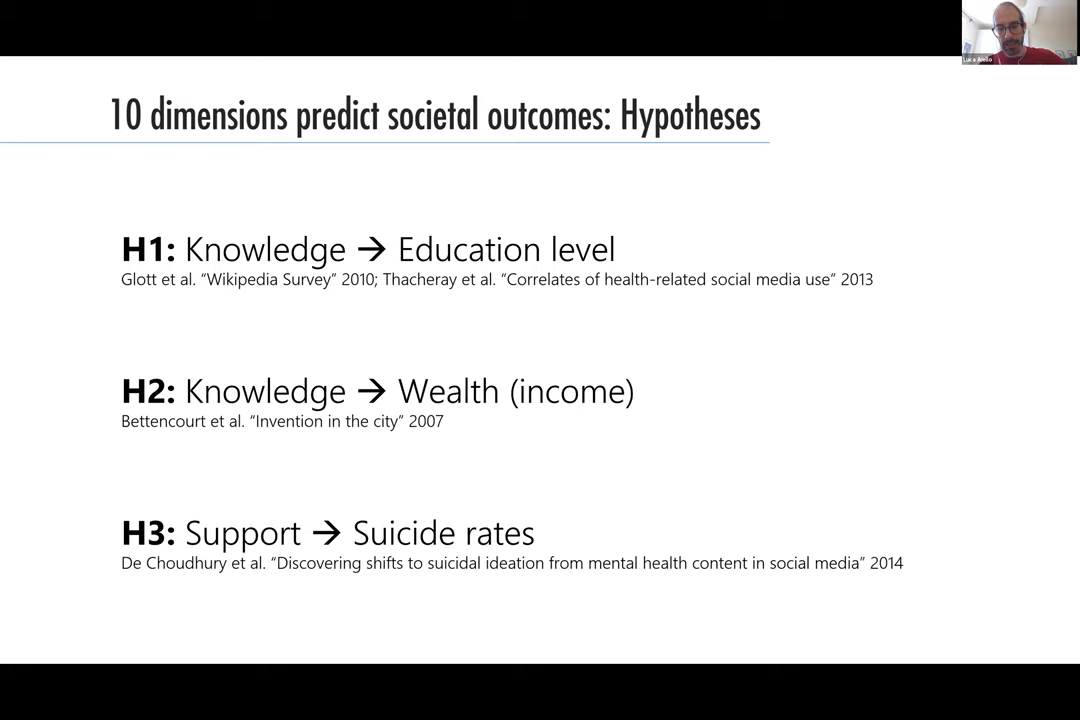 Luca Aiello
10 dimensions predict societal outcomes: Hypotheses
H1: Knowledge → Education level
Glott et al. “Wikipedia Survey” 2010; Thacheray et al. “Correlates of health-related social media use” 2013
H2: Knowledge → Wealth (income)
Bettencourt et al. “Invention in the city” 2007
H3: Support → Suicide rates
De Choudhury et al. “Discovering shifts to suicidal ideation from mental health content in social media” 2014